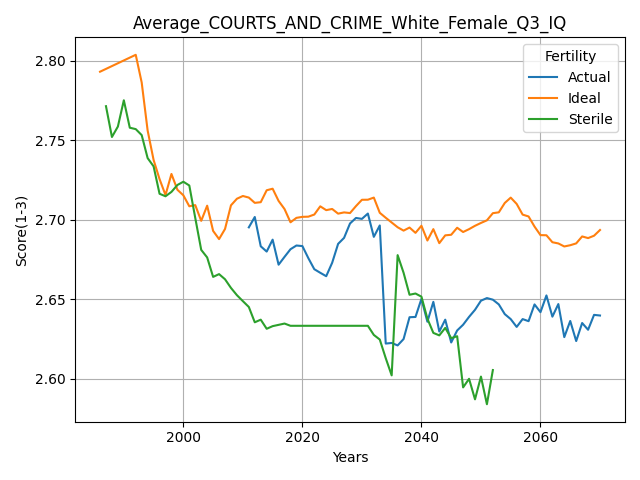 Average_COURTS_AND_CRIME_White_Female_Q3_IQ
Fertility
Actual
Ideal
Sterile
Score(1-3)
2.80
2.75
2.70
2.65
2.60
2000
2020
2040
2060
Years